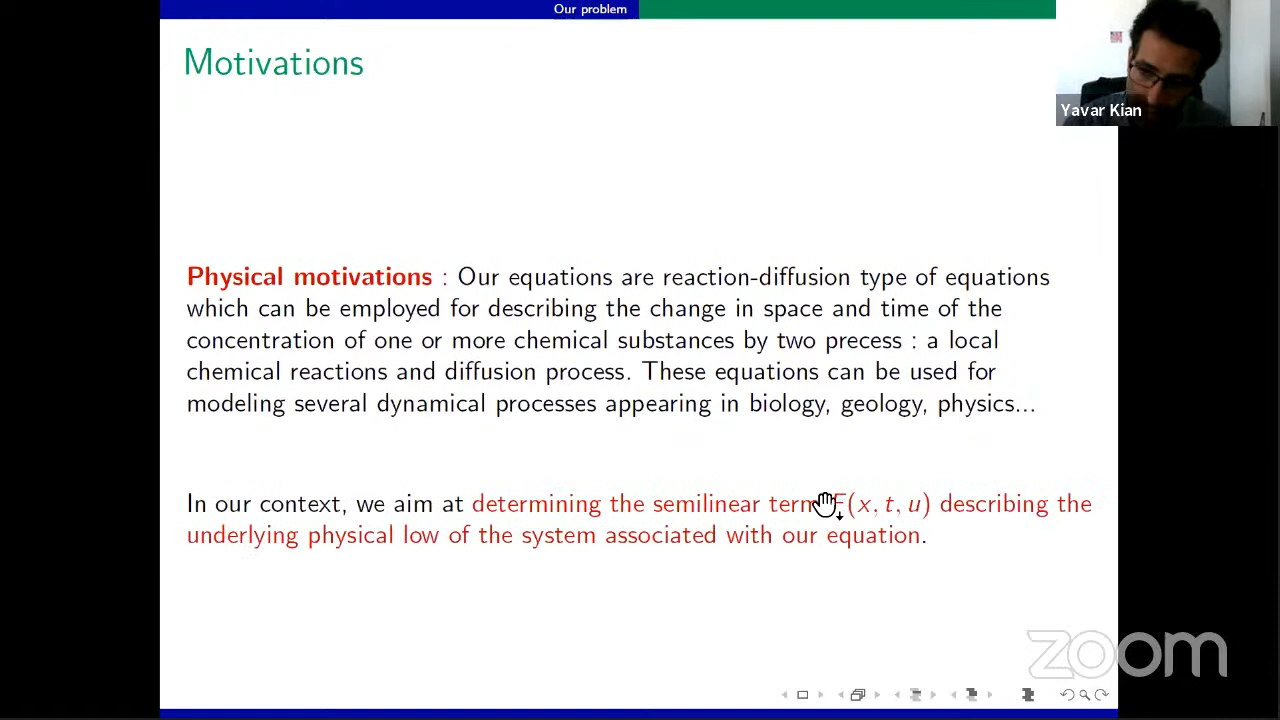 Our problem
Motivations
Yavar Kian
Physical motivations : Our equations are reaction-diffusion type of equations
which can be employed for describing the change in space and time of the
concentration of one or more chemical substances by two precess : a local
chemical reactions and diffusion process. These equations can be used for
modeling several dynamical processes appearing in biology, geology, physics...
In our context, we aim at determining the semilinear term F(x, t, u) describing the
underlying physical low of the system associated with our equation.
zoom